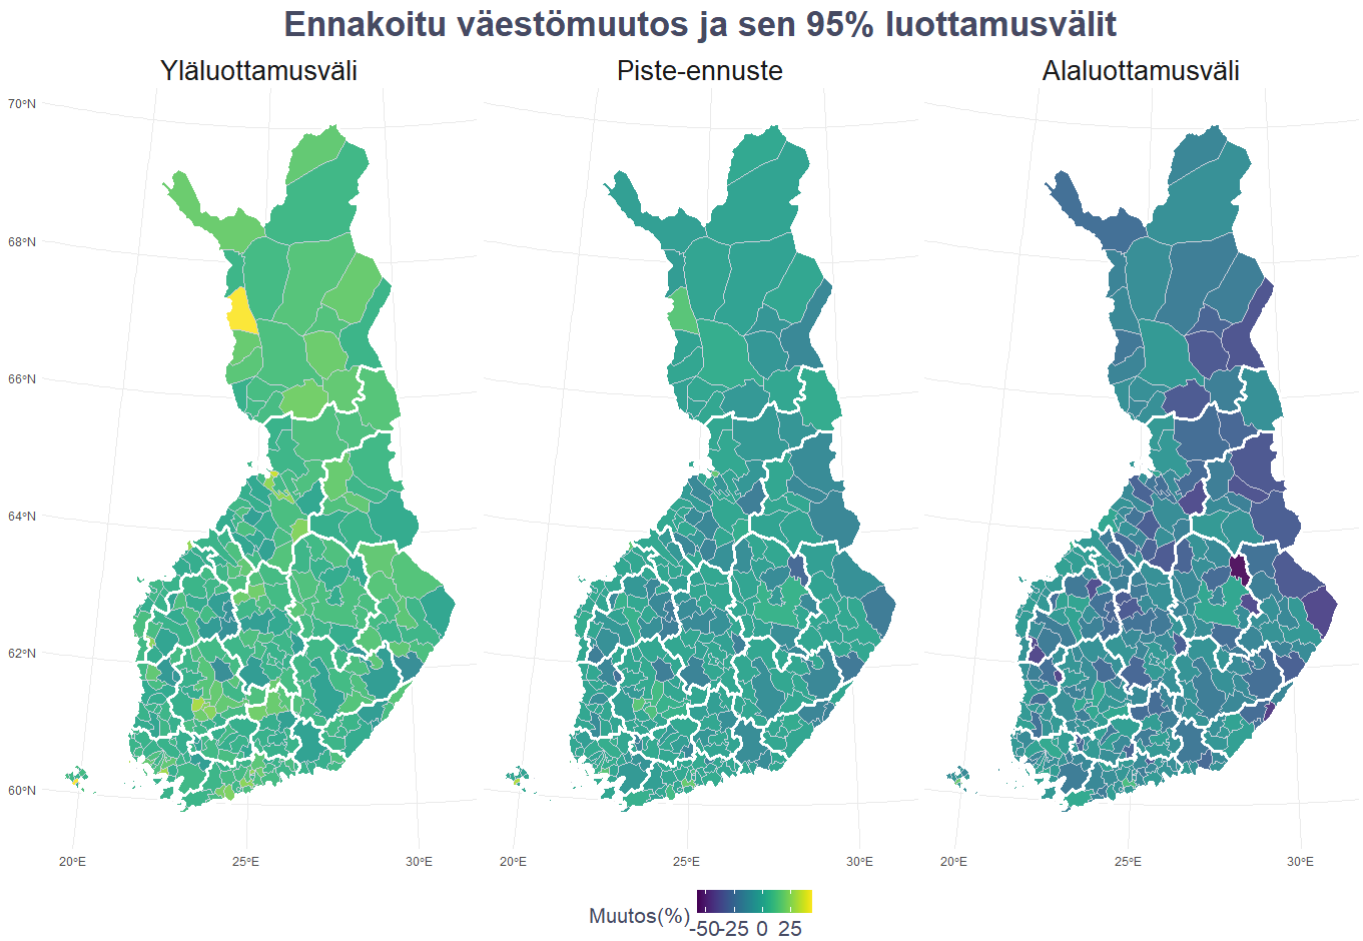 Ennakoitu väestömuutos ja sen 95% luottamusvälit
Yläluottamusväli
Piste-ennuste
Alaluottamusväli
70°N
68°N
66°N
64°N
62°N
60°N
20°E 25°E 30°E 20°E 25°E 30°E 20°E 25°E 30°E
Muutos(%)
-50 -25 0 25